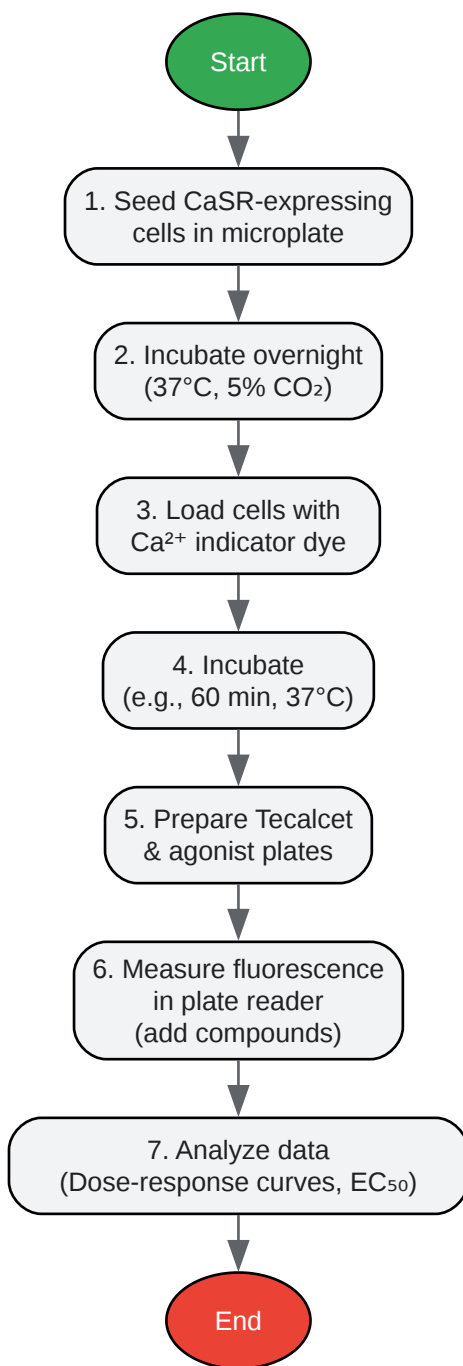 Start
1. Seed CaSR-expressing
cells in microplate
2. Incubate overnight
(37°C, 5% CO₂)
3. Load cells with
Ca²⁺ indicator dye
4. Incubate
(e.g., 60 min, 37°C)
5. Prepare Tecalcet
& agonist plates
6. Measure fluorescence
in plate reader
(add compounds)
7. Analyze data
(Dose-response curves, EC₅₀)
End